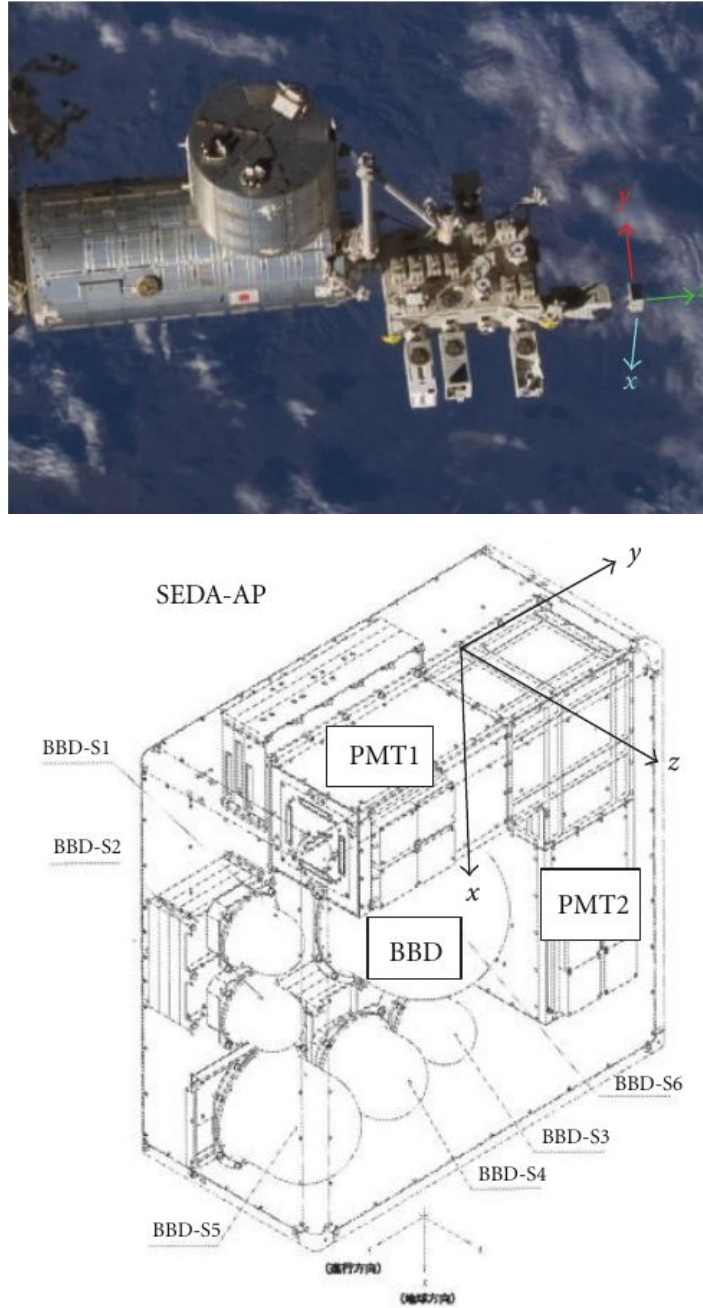 y
x
SEDA-AP
y
BBD-S1
PMT1
z
BBD-S2
x
PMT2
BBD
BBD-S6
BBD-S3
BBD-S4
BBD-S5
(進行方向)
(地球方向)